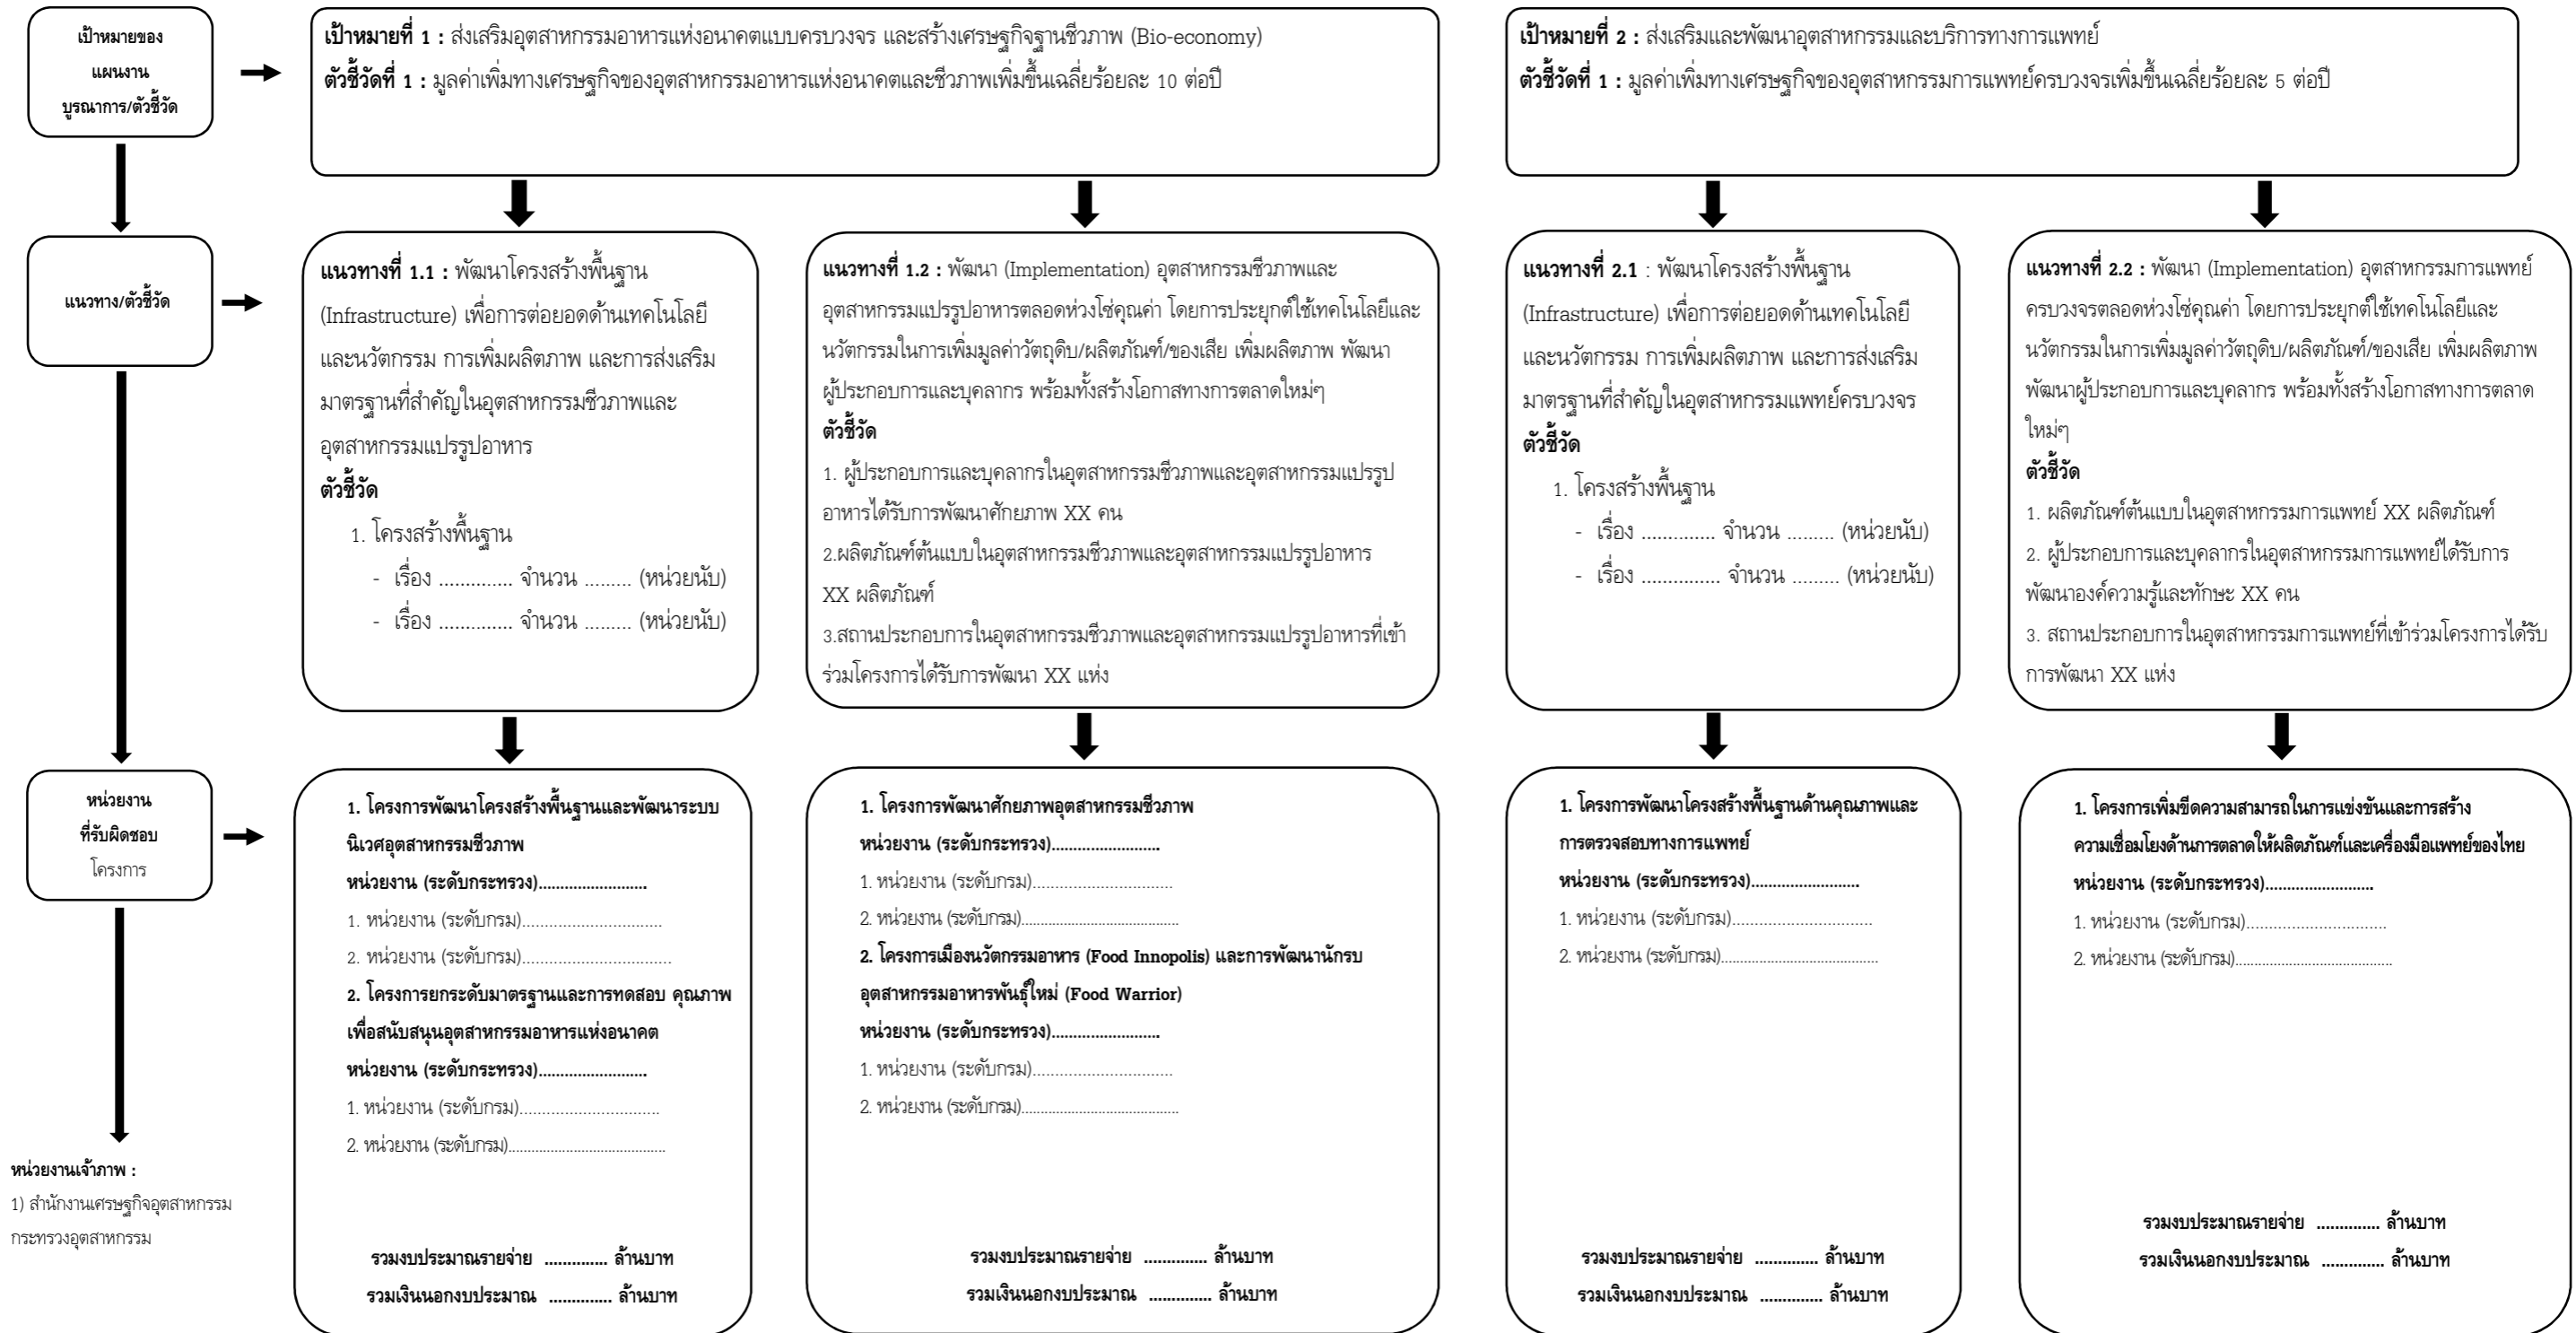 เป้าหมายของ
แผนงาน
บูรณาการ/ตัวชี้วัด
เป้าหมายที่ 1 : ส่งเสริมอุตสาหกรรมอาหารแห่งอนาคตแบบครบวงจร และสร้างเศรษฐกิจฐานชีวภาพ (Bio-economy)
ตัวชี้วัดที่ 1 : มูลค่าเพิ่มทางเศรษฐกิจของอุตสาหกรรมอาหารแห่งอนาคตและชีวภาพเพิ่มขึ้นเฉลี่ยร้อยละ 10 ต่อปี
เป้าหมายที่ 2 : ส่งเสริมและพัฒนาอุตสาหกรรมและบริการทางการแพทย์
ตัวชี้วัดที่ 1 : มูลค่าเพิ่มทางเศรษฐกิจของอุตสาหกรรมการแพทย์ครบวงจรเพิ่มขึ้นเฉลี่ยร้อยละ 5 ต่อปี
แนวทาง/ตัวชี้วัด
แนวทางที่ 1.1 : พัฒนาโครงสร้างพื้นฐาน
(Infrastructure) เพื่อการต่อยอดด้านเทคโนโลยี
และนวัตกรรม การเพิ่มผลิตภาพ และการส่งเสริม
มาตรฐานที่สำคัญในอุตสาหกรรมชีวภาพและ
อุตสาหกรรมแปรรูปอาหาร
ตัวชี้วัด
1. โครงสร้างพื้นฐาน
- เรื่อง .............. จำนวน ......... (หน่วยนับ)
- เรื่อง .............. จำนวน ......... (หน่วยนับ)
แนวทางที่ 1.2 : พัฒนา (Implementation) อุตสาหกรรมชีวภาพและ
อุตสาหกรรมแปรรูปอาหารตลอดห่วงโซ่คุณค่า โดยการประยุกต์ใช้เทคโนโลยีและ
นวัตกรรมในการเพิ่มมูลค่าวัตถุดิบ/ผลิตภัณฑ์/ของเสีย เพิ่มผลิตภาพ พัฒนา
ผู้ประกอบการและบุคลากร พร้อมทั้งสร้างโอกาสทางการตลาดใหม่ๆ
ตัวชี้วัด
1. ผู้ประกอบการและบุคลากรในอุตสาหกรรมชีวภาพและอุตสาหกรรมแปรรูป
อาหารได้รับการพัฒนาศักยภาพ XX คน
2.ผลิตภัณฑ์ต้นแบบในอุตสาหกรรมชีวภาพและอุตสาหกรรมแปรรูปอาหาร
XX ผลิตภัณฑ์
3.สถานประกอบการในอุตสาหกรรมชีวภาพและอุตสาหกรรมแปรรูปอาหารที่เข้า
ร่วมโครงการได้รับการพัฒนา XX แห่ง
แนวทางที่ 2.1 : พัฒนาโครงสร้างพื้นฐาน
(Infrastructure) เพื่อการต่อยอดด้านเทคโนโลยี
และนวัตกรรม การเพิ่มผลิตภาพ และการส่งเสริม
มาตรฐานที่สำคัญในอุตสาหกรรมแพทย์ครบวงจร
ตัวชี้วัด
1. โครงสร้างพื้นฐาน
- เรื่อง .............. จำนวน ......... (หน่วยนับ)
- เรื่อง ............... จำนวน ......... (หน่วยนับ)
แนวทางที่ 2.2 : พัฒนา (Implementation) อุตสาหกรรมการแพทย์
ครบวงจรตลอดห่วงโซ่คุณค่า โดยการประยุกต์ใช้เทคโนโลยีและ
นวัตกรรมในการเพิ่มมูลค่าวัตถุดิบ/ผลิตภัณฑ์/ของเสีย เพิ่มผลิตภาพ
พัฒนาผู้ประกอบการและบุคลากร พร้อมทั้งสร้างโอกาสทางการตลาด
ใหม่ๆ
ตัวชี้วัด
1. ผลิตภัณฑ์ต้นแบบในอุตสาหกรรมการแพทย์ XX ผลิตภัณฑ์
2. ผู้ประกอบการและบุคลากรในอุตสาหกรรมการแพทย์ได้รับการ
พัฒนาองค์ความรู้และทักษะ XX คน
3. สถานประกอบการในอุตสาหกรรมการแพทย์ที่เข้าร่วมโครงการได้รับ
การพัฒนา XX แห่ง
หน่วยงาน
ที่รับผิดชอบ
โครงการ
1. โครงการพัฒนาโครงสร้างพื้นฐานและพัฒนาระบบ
นิเวศอุตสาหกรรมชีวภาพ
หน่วยงาน (ระดับกระทรวง).........................
1. หน่วยงาน (ระดับกรม)..............................
2. หน่วยงาน (ระดับกรม)................................
2. โครงการยกระดับมาตรฐานและการทดสอบ คุณภาพ
เพื่อสนับสนุนอุตสาหกรรมอาหารแห่งอนาคต
หน่วยงาน (ระดับกระทรวง).........................
1. หน่วยงาน (ระดับกรม)..............................
2. หน่วยงาน (ระดับกรม).........................................
รวมงบประมาณรายจ่าย .............. ล้านบาท
รวมเงินนอกงบประมาณ .............. ล้านบาท
1. โครงการพัฒนาศักยภาพอุตสาหกรรมชีวภาพ
หน่วยงาน (ระดับกระทรวง).........................
1. หน่วยงาน (ระดับกรม)..............................
2. หน่วยงาน (ระดับกรม).........................................
2. โครงการเมืองนวัตกรรมอาหาร (Food Innopolis) และการพัฒนานักรบ
อุตสาหกรรมอาหารพันธุ์ใหม่ (Food Warrior)
หน่วยงาน (ระดับกระทรวง).........................
1. หน่วยงาน (ระดับกรม)..............................
2. หน่วยงาน (ระดับกรม).........................................
รวมงบประมาณรายจ่าย .............. ล้านบาท
รวมเงินนอกงบประมาณ .............. ล้านบาท
1. โครงการพัฒนาโครงสร้างพื้นฐานด้านคุณภาพและ
การตรวจสอบทางการแพทย์
หน่วยงาน (ระดับกระทรวง).........................
1. หน่วยงาน (ระดับกรม)..............................
2. หน่วยงาน (ระดับกรม).........................................
รวมงบประมาณรายจ่าย .............. ล้านบาท
รวมเงินนอกงบประมาณ .............. ล้านบาท
1. โครงการเพิ่มขีดความสามารถในการแข่งขันและการสร้าง
ความเชื่อมโยงด้านการตลาดให้ผลิตภัณฑ์และเครื่องมือแพทย์ของไทย
หน่วยงาน (ระดับกระทรวง).........................
1. หน่วยงาน (ระดับกรม)..............................
2. หน่วยงาน (ระดับกรม).........................................
รวมงบประมาณรายจ่าย .............. ล้านบาท
รวมเงินนอกงบประมาณ .............. ล้านบาท
หน่วยงานเจ้าภาพ :
1) สำนักงานเศรษฐกิจอุตสาหกรรม
กระทรวงอุตสาหกรรม